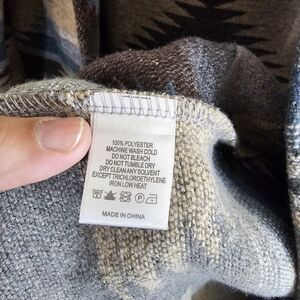 100% POLYESTER
MACHINE WASH COLD
DO NOT BLEACH
DO NOT TUMBLE DRY
DRY CLEAN ANY SOLVENT
EXCEPT TRICHLOROETHYLENE
IRON LOW HEAT
MADE IN CHINA